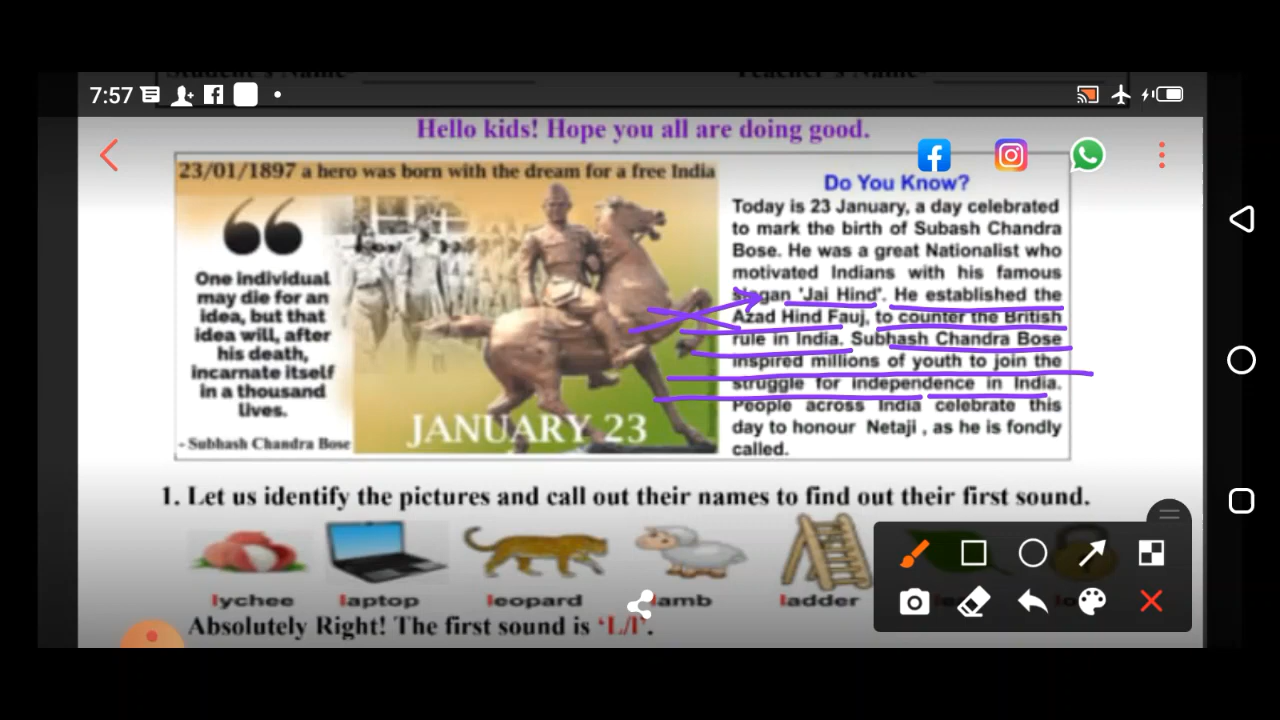 Student's Name- Teacher's Name-
7:57
Hello kids! Hope you all are doing good.
23/01/1897 a hero was born with the dream for a free India
One individual
may die for an
idea, but that
idea will, after
his death,
incarnate itself
in a thousand
lives.
- Subhash Chandra Bose
JANUARY 23
Do You Know?
Today is 23 January, a day celebrated
to mark the birth of Subash Chandra
Bose. He was a great Nationalist who
motivated Indians with his famous
slogan 'Jai Hind'. He established the
Azad Hind Fauj, to counter the British
rule in India. Subhash Chandra Bose
inspired millions of youth to join the
struggle for independence in India.
People across India celebrate this
day to honour Netaji , as he is fondly
called.
1. Let us identify the pictures and call out their names to find out their first sound.
lychee laptop leopard lamb ladder
Absolutely Right! The first sound is ‘L/l’.